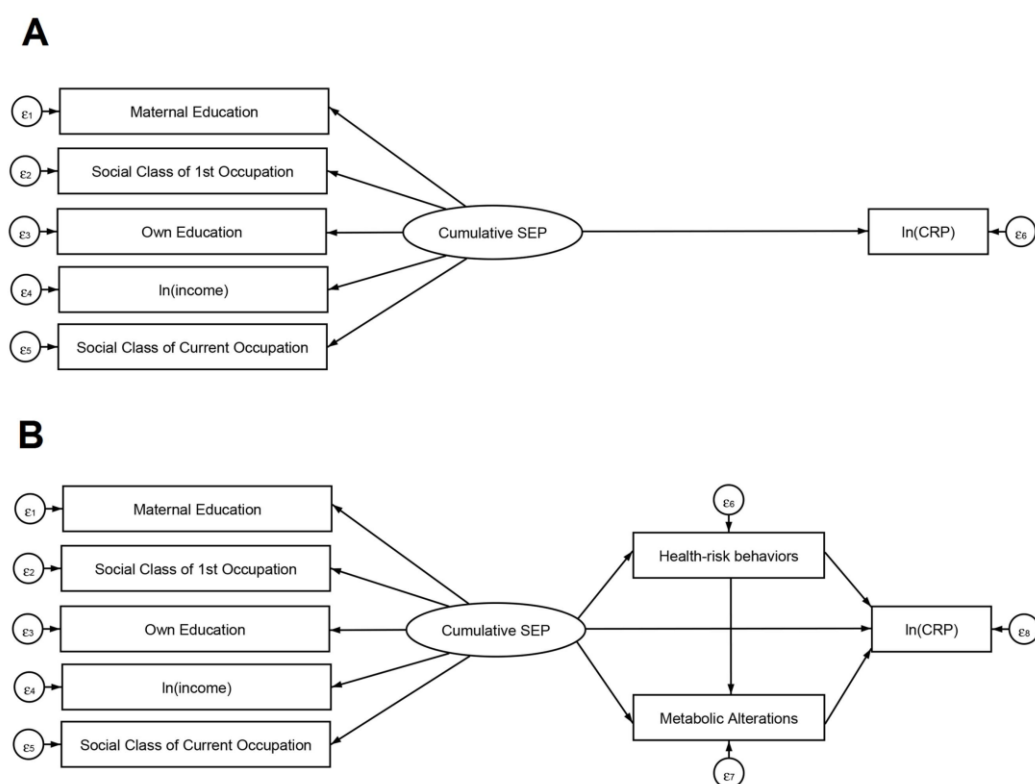 A
ε1 Maternal Education
ε2 Social Class of 1st Occupation
ε3 Own Education
Cumulative SEP
ln(CRP) ε6
ε4 ln(income)
ε5 Social Class of Current Occupation
B
ε1 Maternal Education
ε6
ε2 Social Class of 1st Occupation
Health-risk behaviors
ε3 Own Education
Cumulative SEP
ln(CRP) ε8
ε4 ln(income)
Metabolic Alterations
ε5 Social Class of Current Occupation
ε7